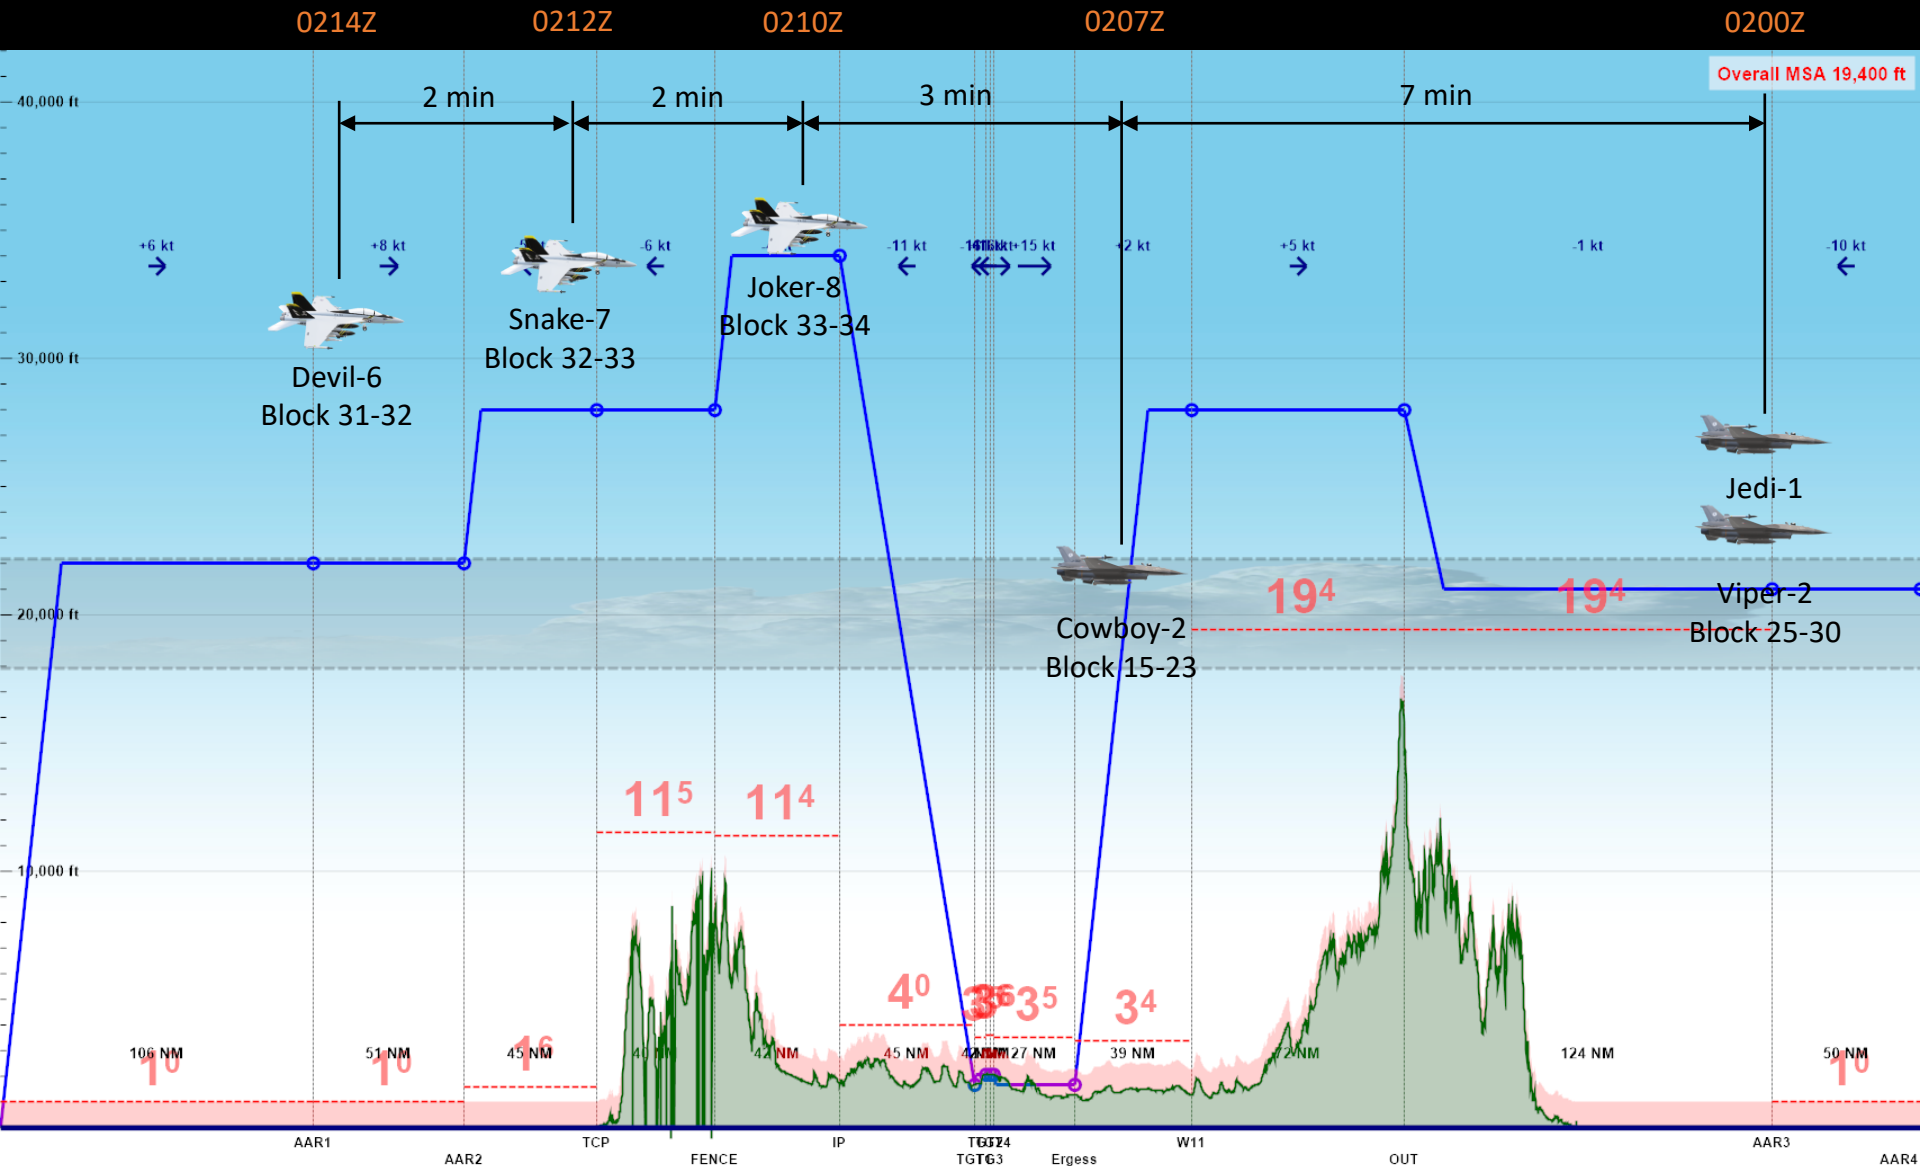 0214Z
0212Z
0210Z
0207Z
0200Z
Overall MSA 19,400 ft
40,000 ft
2 min
2 min
3 min
7 min
+6 kt
+8 kt
-6 kt
-11 kt
+15 kt
+2 kt
+5 kt
-1 kt
-10 kt
Joker-8
Block 33-34
Snake-7
Block 32-33
30,000 ft
Devil-6
Block 31-32
Jedi-1
Viper-2
Block 25-30
19⁴
19⁴
20,000 ft
Cowboy-2
Block 15-23
11⁵
11⁴
10,000 ft
4⁰
3⁵
3⁴
106 NM
51 NM
45 NM
40 NM
42 NM
45 NM
27 NM
39 NM
72 NM
124 NM
50 NM
1⁰
1⁰
1⁶
1⁰
AAR1
TCP
IP
W11
AAR3
AAR2
FENCE
Ergess
OUT
AAR4